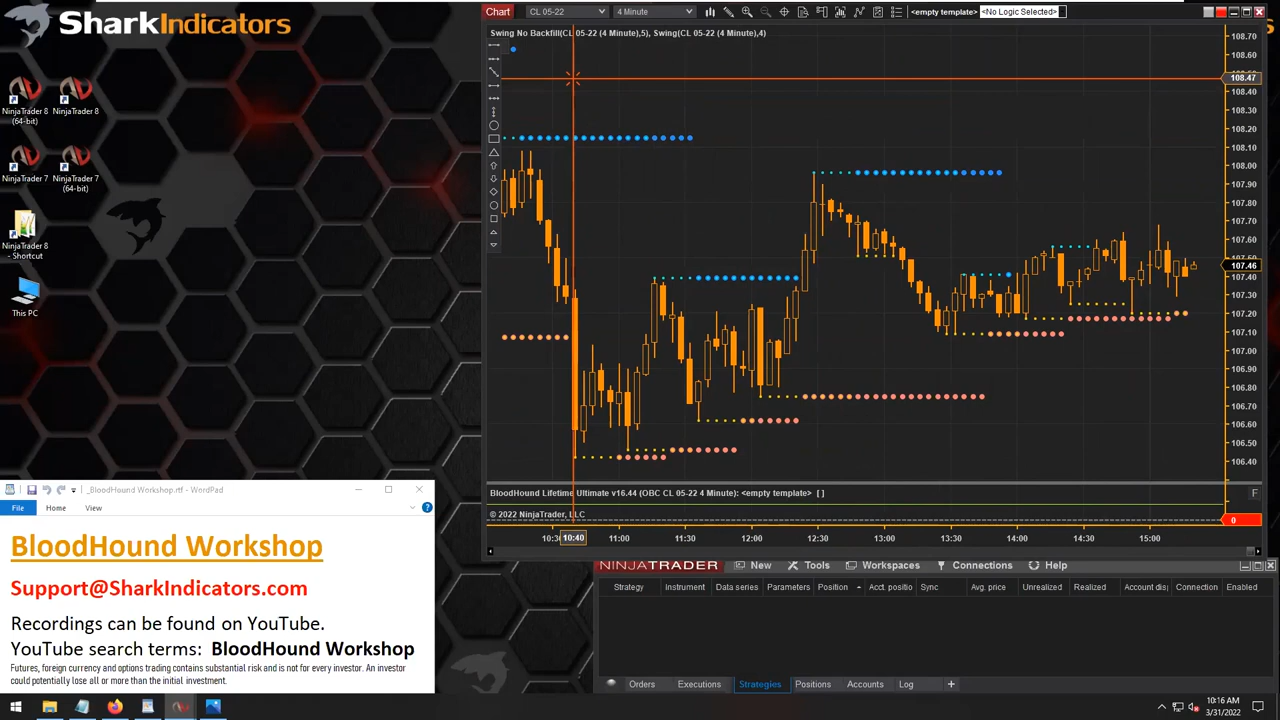 SharkIndicators
NinjaTrader 8
(64-bit)
NinjaTrader 8
NinjaTrader 7
NinjaTrader 7
(64-bit)
NinjaTrader 8
- Shortcut
This PC
Chart
CL 05-22
4 Minute
<empty template>
<No Logic Selected>
Swing No Backfill(CL 05-22 (4 Minute),5), Swing(CL 05-22 (4 Minute),4)
108.70
108.60
108.47
108.40
108.30
108.20
108.10
108.00
107.90
107.80
107.70
107.60
107.46
107.40
107.30
107.20
107.10
107.00
106.90
106.80
106.70
106.60
106.50
106.40
BloodHound Lifetime Ultimate v16.44 (OBC CL 05-22 4 Minute): <empty template> [ ]
F
© 2022 NinjaTrader, LLC
0
10:40
11:00
11:30
12:00
12:30
13:00
13:30
14:00
14:30
15:00
_BloodHound Workshop.rtf - WordPad
File
Home
View
BloodHound Workshop
Support@SharkIndicators.com
Recordings can be found on YouTube.
YouTube search terms: BloodHound Workshop
Futures, foreign currency and options trading contains substantial risk and is not for every investor. An investor
could potentially lose all or more than the initial investment.
NINJATRADER
New
Tools
Workspaces
Connections
Help
Strategy
Instrument
Data series
Parameters
Position
Acct. positio
Sync
Avg. price
Unrealized
Realized
Account disp
Connection
Enabled
Orders
Executions
Strategies
Positions
Accounts
Log
+
10:16 AM
3/31/2022